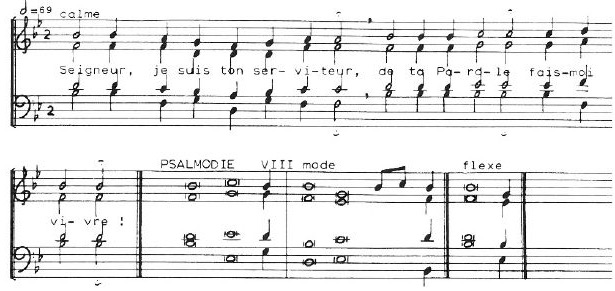 =69 calme
Seigneur, je suis ton ser- vi-teur, de ta Pa-ro-le fais-moi
PSALMODIE VIII mode flexe
vi- vre !